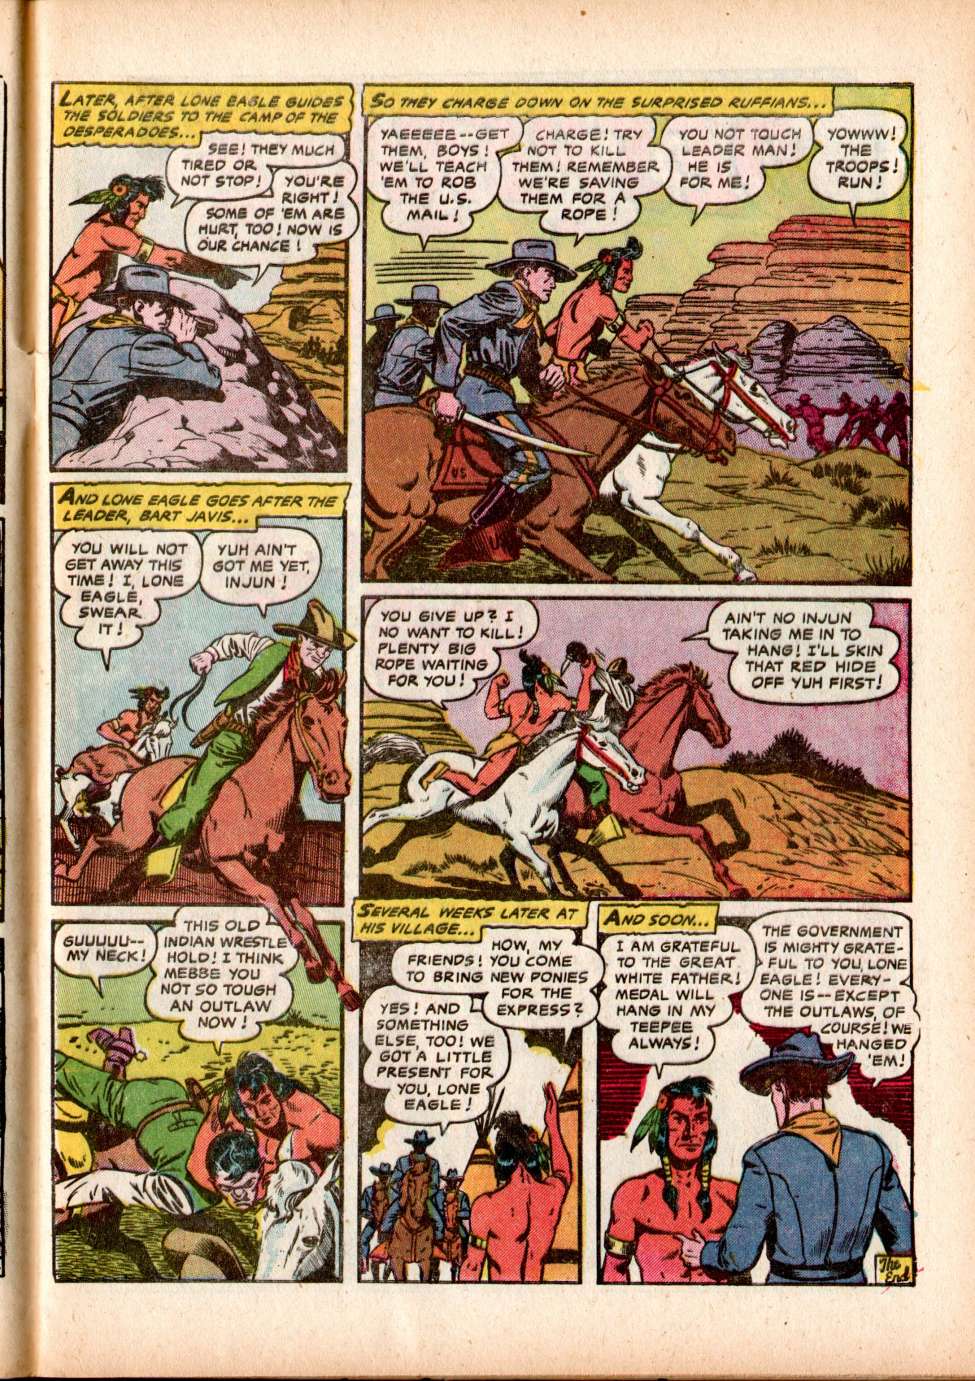 LATER, AFTER LONE EAGLE GUIDES
THE SOLDIERS TO THE CAMP OF THE
DESPERADOES...
SEE! THEY MUCH
TIRED OR
NOT STOP!
YOU'RE
RIGHT!
SOME OF 'EM ARE
HURT, TOO! NOW IS
OUR CHANCE!
SO THEY CHARGE DOWN ON THE SURPRISED RUFFIANS...
YAEEEEE--GET
THEM, BOYS!
WE'LL TEACH
'EM TO ROB
THE U.S.
MAIL!
CHARGE! TRY
NOT TO KILL
THEM! REMEMBER
WE'RE SAVING
THEM FOR A
ROPE!
YOU NOT TOUCH
LEADER MAN!
HE IS
FOR ME!
YOWWW!
THE
TROOPS!
RUN!
US
AND LONE EAGLE GOES AFTER THE
LEADER, BART JAVIS...
YOU WILL NOT
GET AWAY THIS
TIME! I, LONE
EAGLE,
SWEAR
IT!
YUH AIN'T
GOT ME YET,
INJUN!
YOU GIVE UP? I
NO WANT TO KILL!
PLENTY BIG
ROPE WAITING
FOR YOU!
AIN'T NO INJUN
TAKING ME IN TO
HANG! I'LL SKIN
THAT RED HIDE
OFF YUH FIRST!
GUUUUU--
MY NECK!
THIS OLD
INDIAN WRESTLE
HOLD! I THINK
MEBBE YOU
NOT SO TOUGH
AN OUTLAW
NOW!
SEVERAL WEEKS LATER AT
HIS VILLAGE...
HOW, MY
FRIENDS! YOU COME
TO BRING NEW PONIES
FOR THE
EXPRESS?
YES! AND
SOMETHING
ELSE, TOO! WE
GOT A LITTLE
PRESENT FOR
YOU, LONE
EAGLE!
AND SOON...
I AM GRATEFUL
TO THE GREAT
WHITE FATHER!
MEDAL WILL
HANG IN MY
TEEPEE
ALWAYS!
THE GOVERNMENT
IS MIGHTY GRATE-
FUL TO YOU, LONE
EAGLE! EVERY-
ONE IS--EXCEPT
THE OUTLAWS, OF
COURSE! WE
HANGED
'EM!
The
End